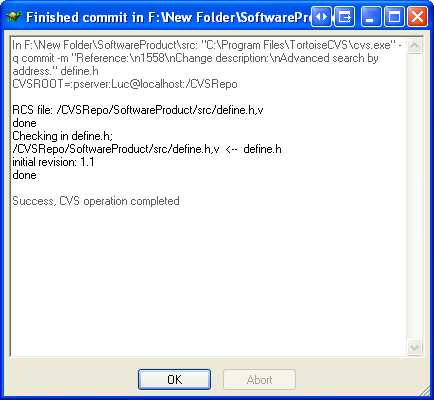 Finished commit in F:\New Folder\SoftwarePro
In F:\New Folder\SoftwareProduct\src: "C:\Program Files\TortoiseCVS\cvs.exe" -
q commit -m "Reference:\n1558\nChange description:\nAdvanced search by
address." define.h
CVSROOT=:pserver:Luc@localhost:/CVSRepo
RCS file: /CVSRepo/SoftwareProduct/src/define.h,v
done
Checking in define.h;
/CVSRepo/SoftwareProduct/src/define.h,v <-- define.h
initial revision: 1.1
done
Success, CVS operation completed
OK
Abort